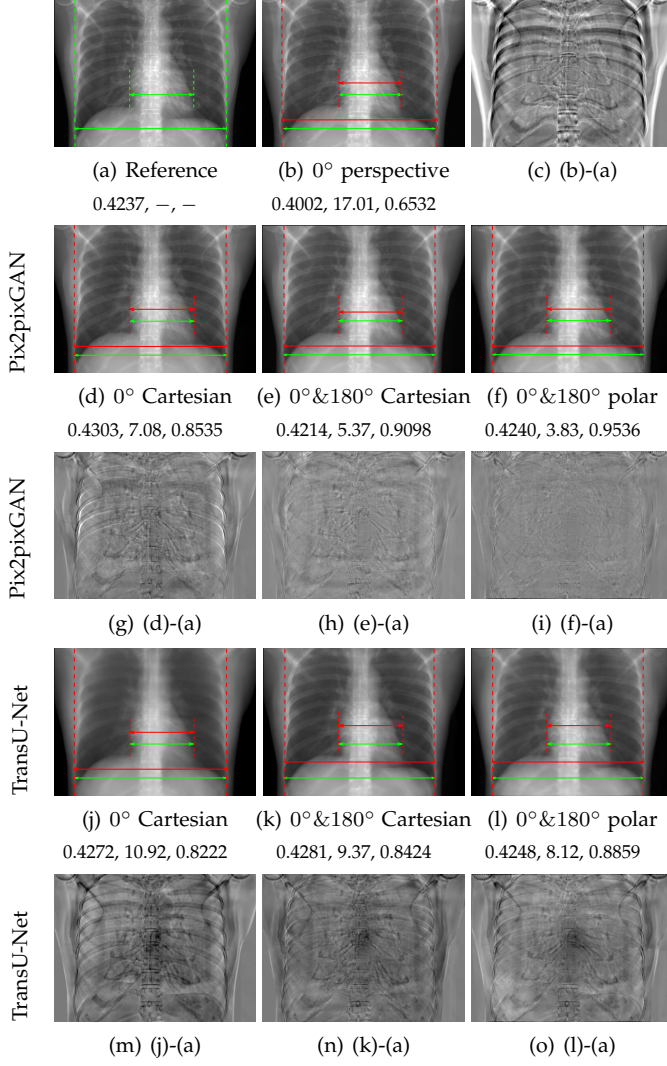 (a) Reference
(b) 0° perspective
(c) (b)-(a)
0.4237, −, −
0.4002, 17.01, 0.6532
Pix2pixGAN
(d) 0° Cartesian
(e) 0°&180° Cartesian
(f) 0°&180° polar
0.4303, 7.08, 0.8535
0.4214, 5.37, 0.9098
0.4240, 3.83, 0.9536
Pix2pixGAN
(g) (d)-(a)
(h) (e)-(a)
(i) (f)-(a)
TransU-Net
(j) 0° Cartesian
(k) 0°&180° Cartesian
(l) 0°&180° polar
0.4272, 10.92, 0.8222
0.4281, 9.37, 0.8424
0.4248, 8.12, 0.8859
TransU-Net
(m) (j)-(a)
(n) (k)-(a)
(o) (l)-(a)